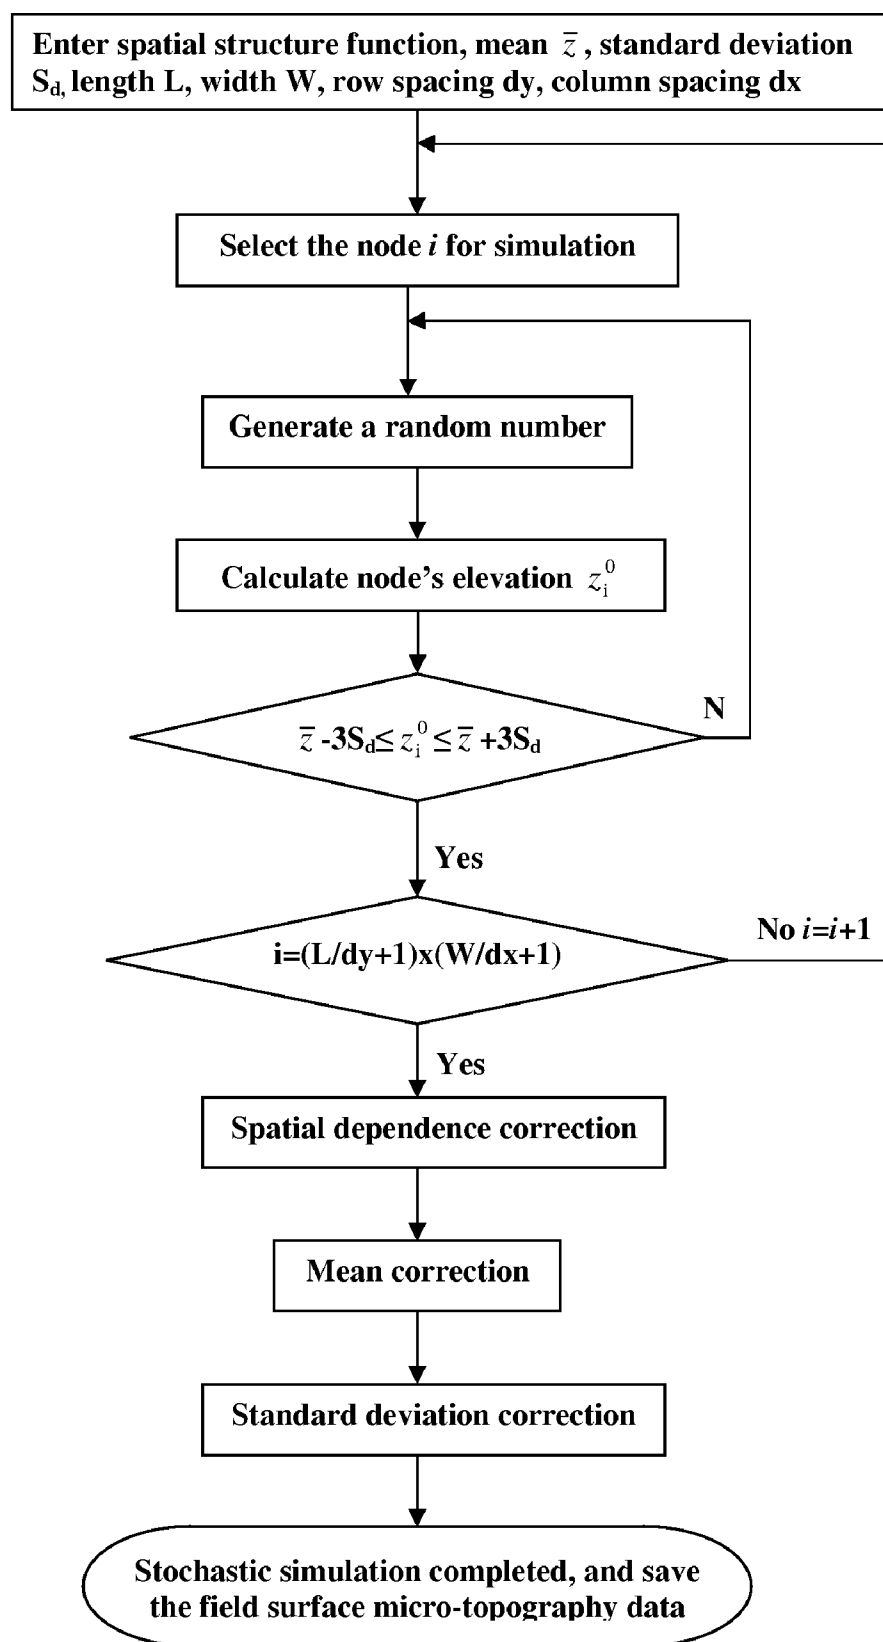 Enter spatial structure function, mean z̄ , standard deviation
S_d, length L, width W, row spacing dy, column spacing dx
Select the node i for simulation
Generate a random number
Calculate node's elevation z_i^0
z̄ -3S_d≤ z_i^0 ≤ z̄ +3S_d
N
Yes
i=(L/dy+1)x(W/dx+1)
No i=i+1
Yes
Spatial dependence correction
Mean correction
Standard deviation correction
Stochastic simulation completed, and save
the field surface micro-topography data